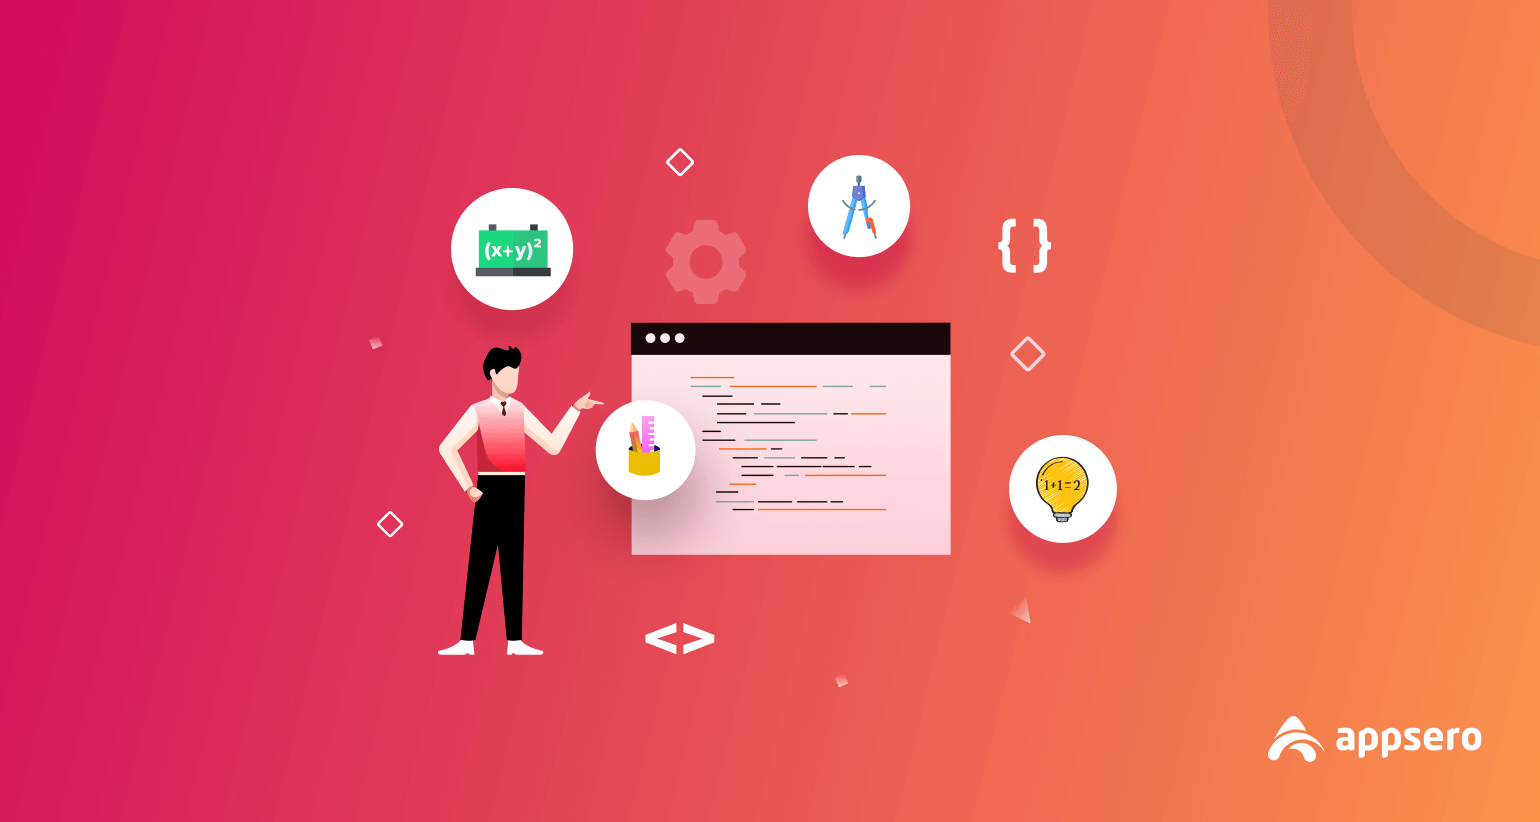 (x+y)²
{ }
1+1=2
<>
appsero